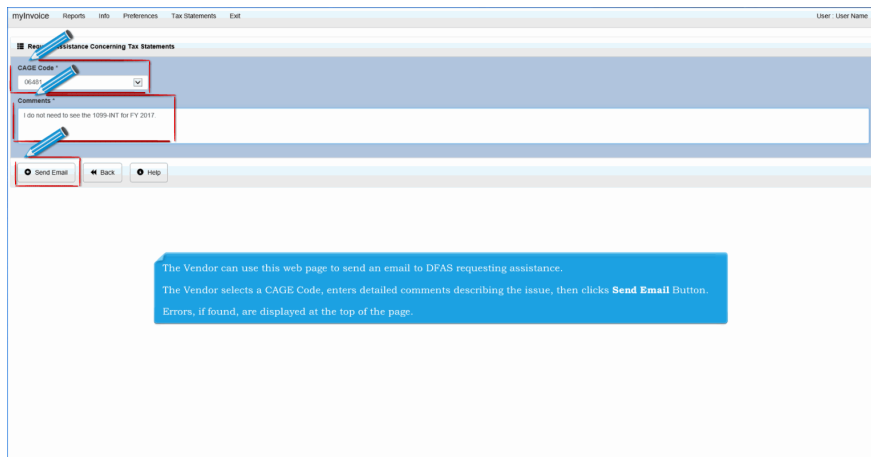 myInvoice Reports Info Preferences Tax Statements Exit User : User Name
Assistance Concerning Tax Statements
CAGE Code *
06481
Comments *
I do not need to see the 1099-INT for FY 2017.
Send Email Back Help
The Vendor can use this web page to send an email to DFAS requesting assistance.
The Vendor selects a CAGE Code, enters detailed comments describing the issue, then clicks Send Email Button.
Errors, if found, are displayed at the top of the page.